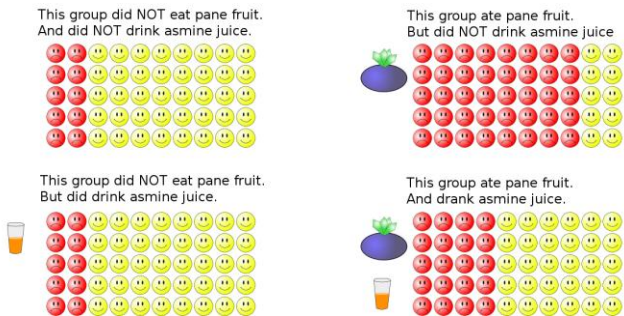 This group did NOT eat pane fruit.
And did NOT drink asmine juice.
This group ate pane fruit.
But did NOT drink asmine juice
This group did NOT eat pane fruit.
But did drink asmine juice.
This group ate pane fruit.
And drank asmine juice.